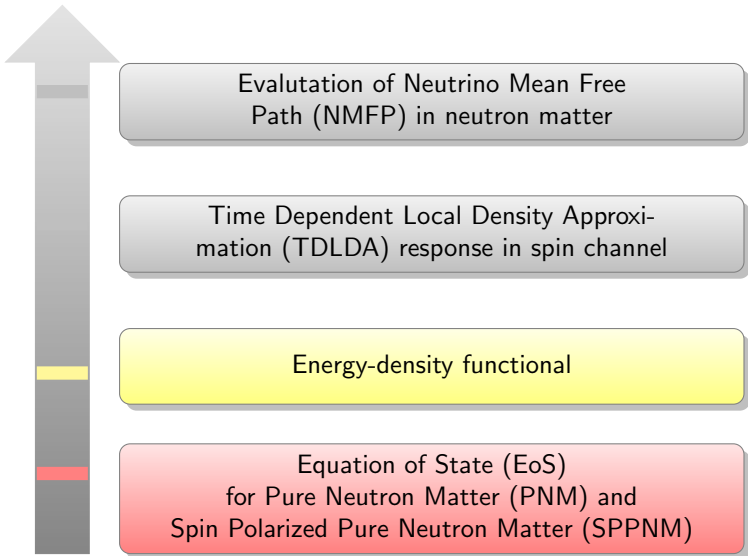 Evalutation of Neutrino Mean Free
Path (NMFP) in neutron matter
Time Dependent Local Density Approxi-
mation (TDLDA) response in spin channel
Energy-density functional
Equation of State (EoS)
for Pure Neutron Matter (PNM) and
Spin Polarized Pure Neutron Matter (SPPNM)